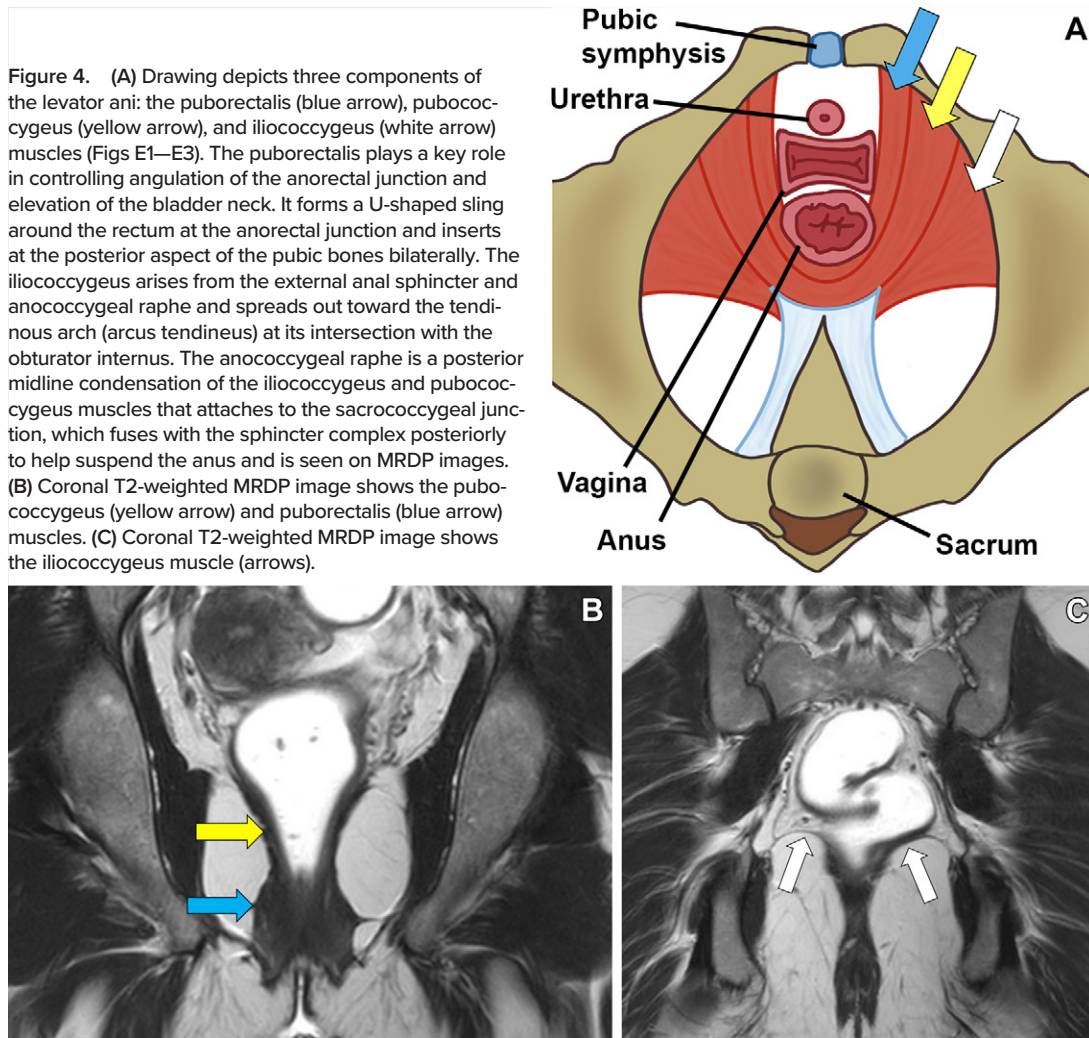 Figure 4. (A) Drawing depicts three components of
the levator ani: the puborectalis (blue arrow), pubococ-
cygeus (yellow arrow), and iliococcygeus (white arrow)
muscles (Figs E1—E3). The puborectalis plays a key role
in controlling angulation of the anorectal junction and
elevation of the bladder neck. It forms a U-shaped sling
around the rectum at the anorectal junction and inserts
at the posterior aspect of the pubic bones bilaterally. The
iliococcygeus arises from the external anal sphincter and
anococcygeal raphe and spreads out toward the tendi-
nous arch (arcus tendineus) at its intersection with the
obturator internus. The anococcygeal raphe is a posterior
midline condensation of the iliococcygeus and pubococ-
cygeus muscles that attaches to the sacrococcygeal junc-
tion, which fuses with the sphincter complex posteriorly
to help suspend the anus and is seen on MRDP images.
(B) Coronal T2-weighted MRDP image shows the pubo-
coccygeus (yellow arrow) and puborectalis (blue arrow)
muscles. (C) Coronal T2-weighted MRDP image shows
the iliococcygeus muscle (arrows).
A
Pubic
symphysis
Urethra
Vagina
Anus
Sacrum
B
C